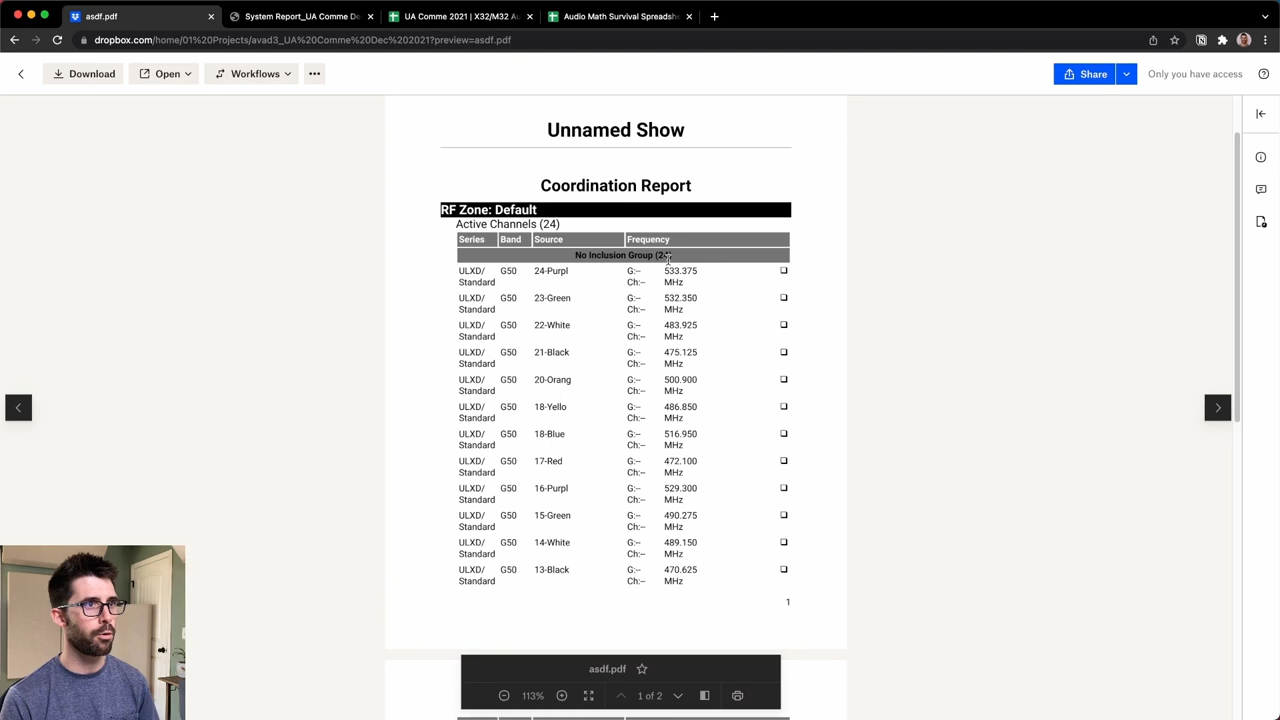 asdf.pdf
System Report_UA Comme De
UA Comme 2021 | X32/M32 Au
Audio Math Survival Spreadshe
dropbox.com/home/01%20Projects/avad3_UA%20Comme%20Dec%202021?preview=asdf.pdf
Download
Open
Workflows
Share
Only you have access
Unnamed Show
Coordination Report
RF Zone: Default
Active Channels (24)
Series Band Source Frequency
No Inclusion Group (24)
ULXD/ G50 24-Purpl G:-- 533.375
Standard Ch:-- MHz
ULXD/ G50 23-Green G:-- 532.350
Standard Ch:-- MHz
ULXD/ G50 22-White G:-- 483.925
Standard Ch:-- MHz
ULXD/ G50 21-Black G:-- 475.125
Standard Ch:-- MHz
ULXD/ G50 20-Orang G:-- 500.900
Standard Ch:-- MHz
ULXD/ G50 18-Yello G:-- 486.850
Standard Ch:-- MHz
ULXD/ G50 18-Blue G:-- 516.950
Standard Ch:-- MHz
ULXD/ G50 17-Red G:-- 472.100
Standard Ch:-- MHz
ULXD/ G50 16-Purpl G:-- 529.300
Standard Ch:-- MHz
ULXD/ G50 15-Green G:-- 490.275
Standard Ch:-- MHz
ULXD/ G50 14-White G:-- 489.150
Standard Ch:-- MHz
ULXD/ G50 13-Black G:-- 470.625
Standard Ch:-- MHz
1
asdf.pdf
113%
1 of 2